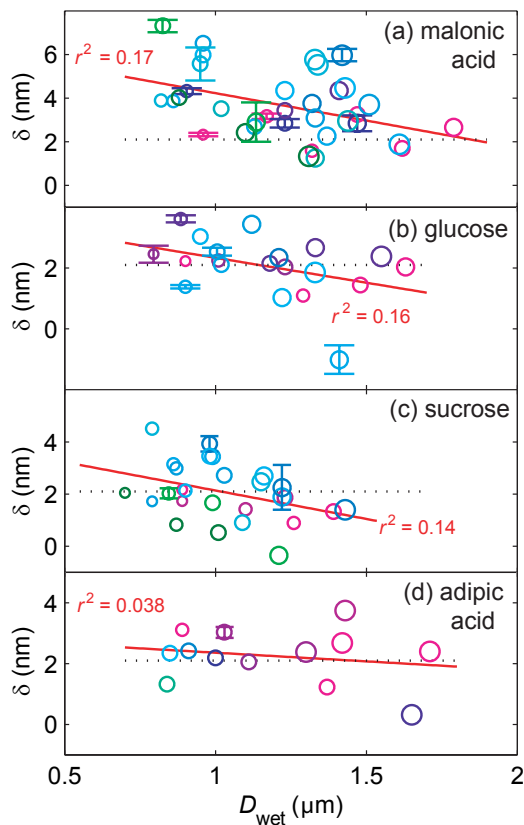 (a) malonic
acid
r² = 0.17
6
4
2
0
δ (nm)
(b) glucose
r² = 0.16
2
0
δ (nm)
(c) sucrose
r² = 0.14
4
2
0
δ (nm)
(d) adipic
acid
r² = 0.038
4
2
0
δ (nm)
0.5 1 1.5 2
D_wet (μm)